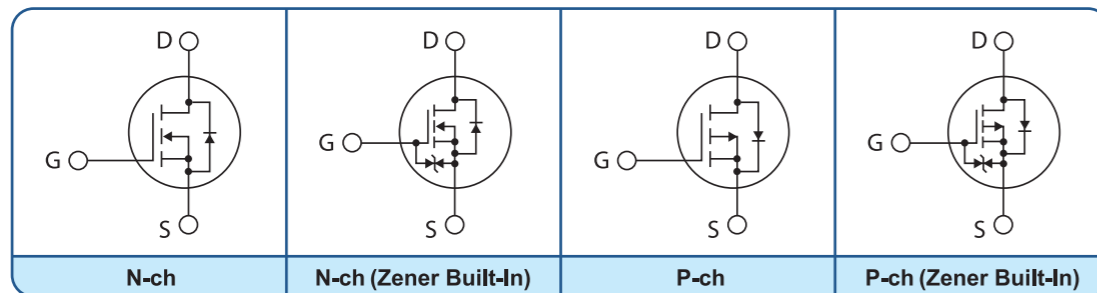 D
G
S
N-ch
D
G
S
N-ch (Zener Built-In)
D
G
S
P-ch
D
G
S
P-ch (Zener Built-In)